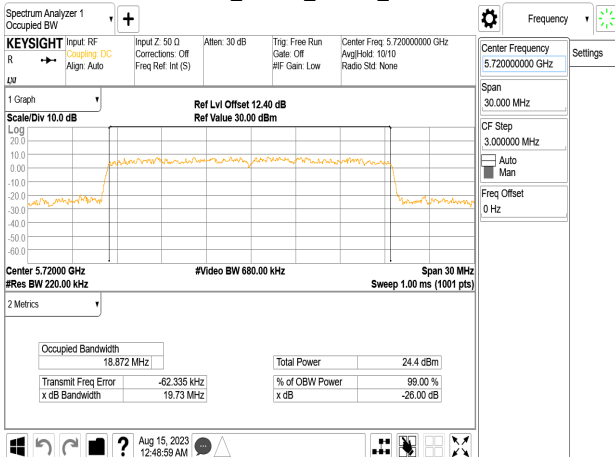 Spectrum Analyzer 1
Occupied BW
Frequency
KEYSIGHT
Input: RF
Input Z: 50 Ω
Atten: 30 dB
Trig: Free Run
Center Freq: 5.720000000 GHz
R
Coupling: DC
Corrections: Off
Gate: Off
Avg|Hold: 10/10
Align: Auto
Freq Ref: Int (S)
#IF Gain: Low
Radio Std: None
Center Frequency
5.720000000 GHz
Settings
Span
30.000 MHz
CF Step
3.000000 MHz
Auto
Man
Freq Offset
0 Hz
1 Graph
Ref Lvl Offset 12.40 dB
Scale/Div 10.0 dB
Ref Value 30.00 dBm
Log
20.0
10.0
0.00
-10.0
-20.0
-30.0
-40.0
-50.0
-60.0
Center 5.72000 GHz
#Video BW 680.00 kHz
Span 30 MHz
#Res BW 220.00 kHz
Sweep 1.00 ms (1001 pts)
2 Metrics
Occupied Bandwidth
18.872 MHz
Total Power
24.4 dBm
Transmit Freq Error
-62.335 kHz
% of OBW Power
99.00 %
x dB Bandwidth
19.73 MHz
x dB
-26.00 dB
?
Aug 15, 2023
12:48:59 AM